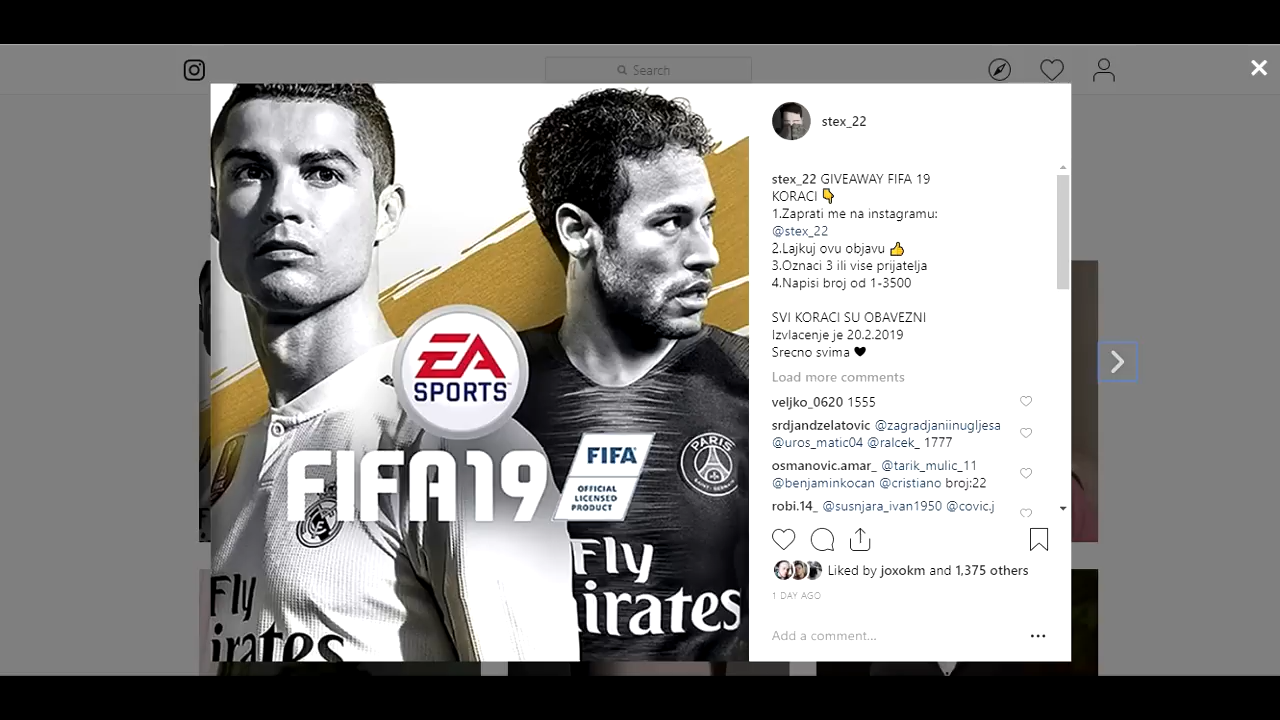 Search
stex_22
stex_22 GIVEAWAY FIFA 19
KORACI 👇
1.Zaprati me na instagramu:
@stex_22
2.Lajkuj ovu objavu 👍
3.Oznaci 3 ili vise prijatelja
4.Napisi broj od 1-3500
SVI KORACI SU OBAVEZNI
Izvlacenje je 20.2.2019
Srecno svima 🖤
Load more comments
veljko_0620 1555
srdjandzelatovic @zagradjaniinugljesa
@uros_matic04 @ralcek_ 1777
osmanovic.amar_ @tarik_mulic_11
@benjaminkocan @cristiano broj:22
robi.14_ @susnjara_ivan1950 @covic.j
Liked by joxokm and 1,375 others
1 DAY AGO
Add a comment...
EA
SPORTS
FIFA 19
FIFA
OFFICIAL
LICENSED
PRODUCT
PARIS
SAINT-GERMAIN
Fly
irates
Fly
irates